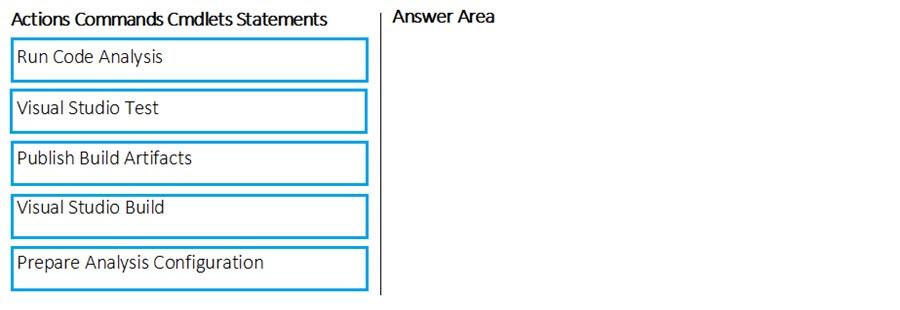 Actions Commands Cmdlets Statements
Answer Area
Run Code Analysis
Visual Studio Test
Publish Build Artifacts
Visual Studio Build
Prepare Analysis Configuration